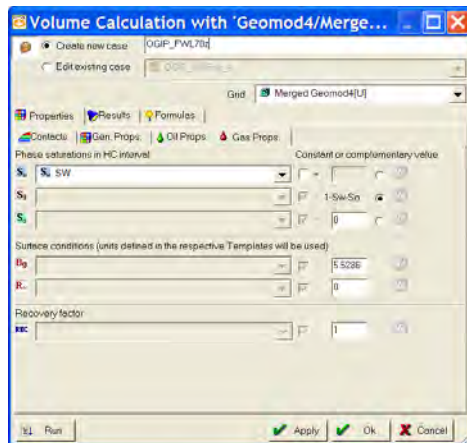 Volume Calculation with 'Geomod4/Merge...
Create new case OGIP_FWL70z
Edit existing case
Grid Merged Geomod4[U]
Properties Results Formulas
Contacts Gen. Props. Oil Props. Gas Props.
Phase saturations in HC interval Constant or complementary value
Sw Sw SW =
Sg 1-Sw-So
So 0
Surface conditions (units defined in the respective Templates will be used)
Bg 5.5286
0
Recovery factor
REC 1
Run Apply Ok Cancel